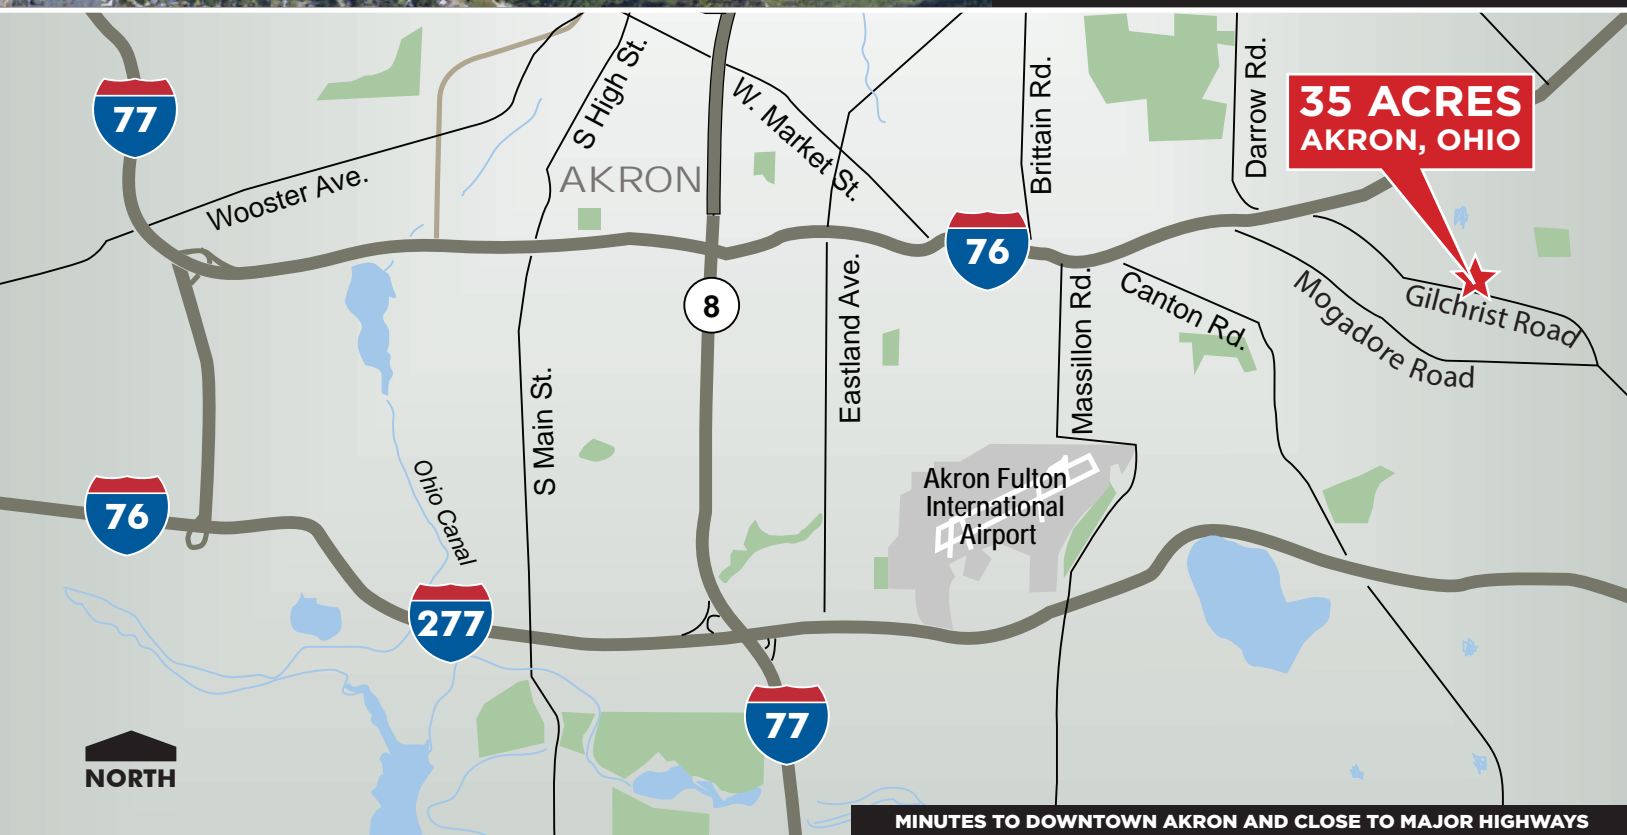 77
S High St.
W. Market St.
Brittain Rd.
Darrow Rd.
35 ACRES
AKRON, OHIO
Wooster Ave.
AKRON
76
8
Eastland Ave.
Massillon Rd.
Canton Rd.
Mogadore Road
Gilchrist Road
S Main St.
Ohio Canal
Akron Fulton
International
Airport
76
277
77
NORTH
MINUTES TO DOWNTOWN AKRON AND CLOSE TO MAJOR HIGHWAYS